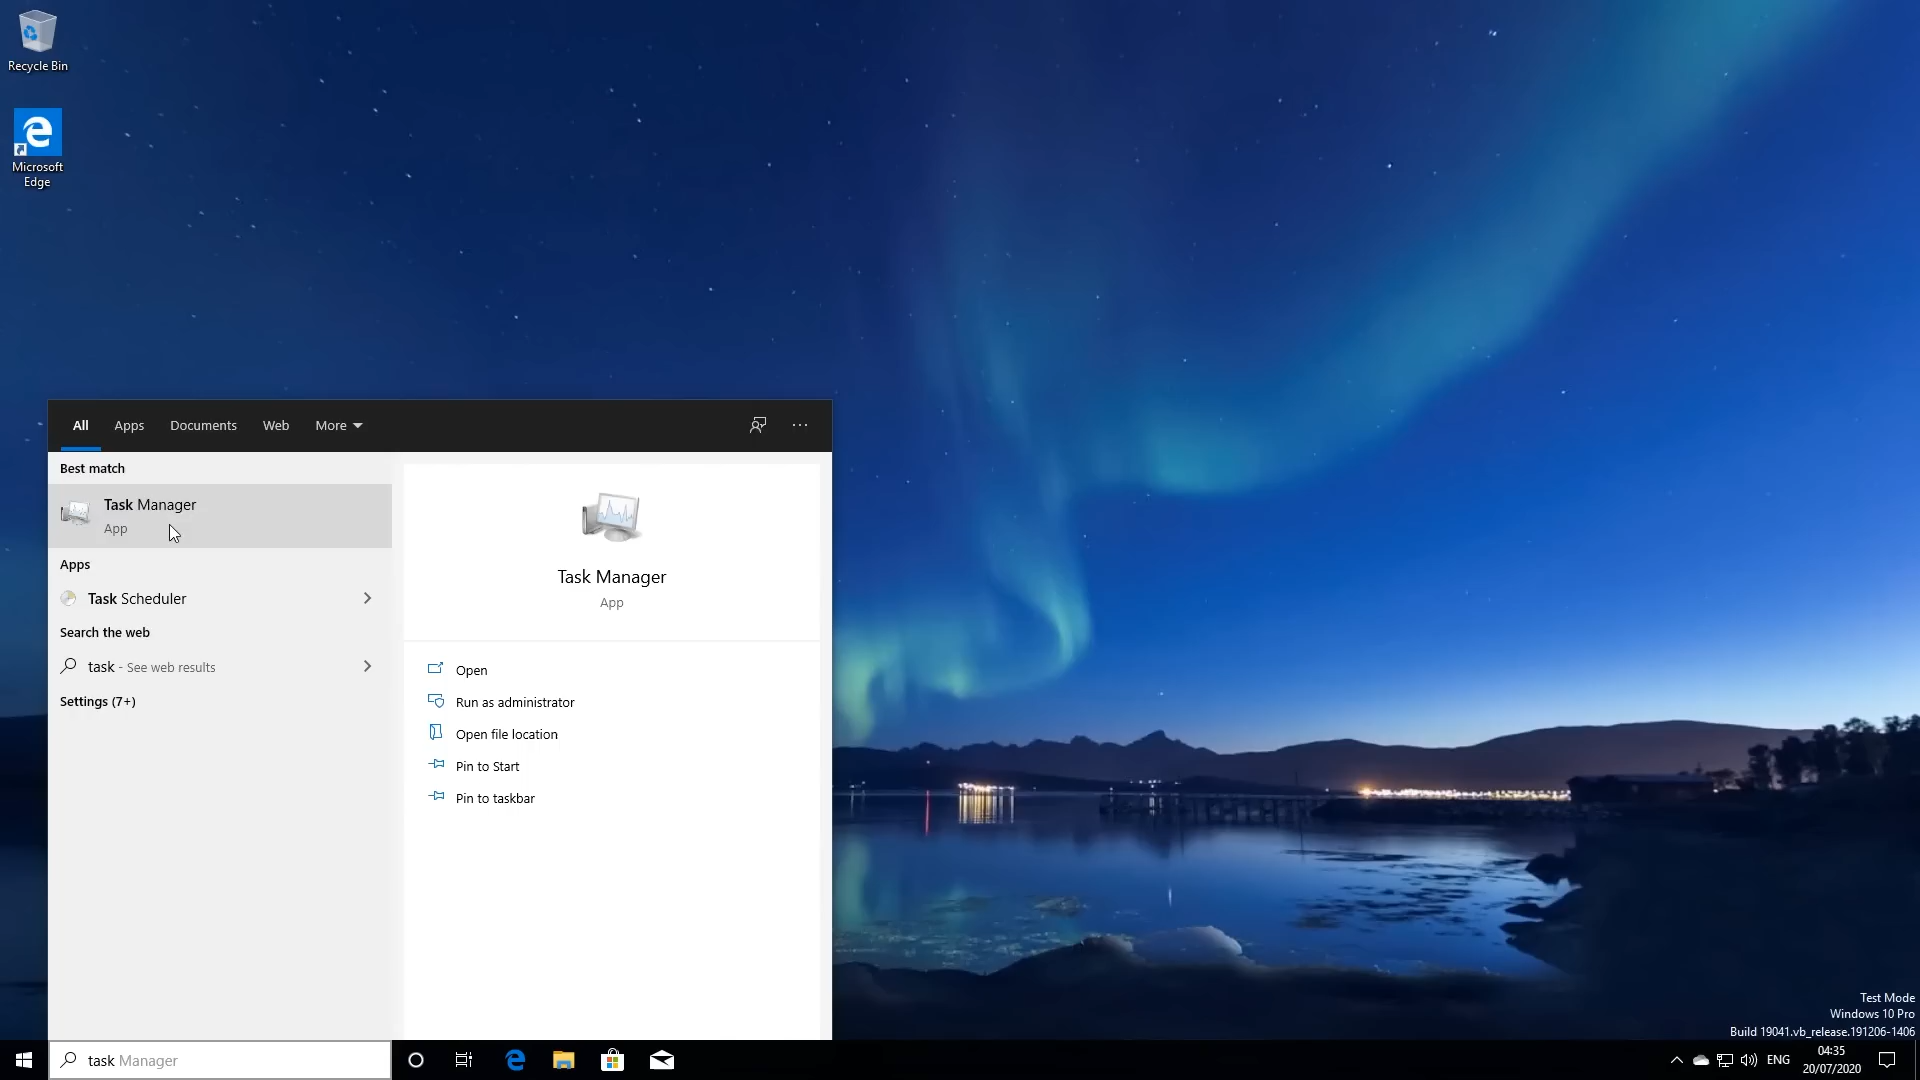 Recycle Bin
Microsoft
Edge
All
Apps
Documents
Web
More
Best match
Task Manager
App
Apps
Task Scheduler
Search the web
task - See web results
Settings (7+)
Task Manager
App
Open
Run as administrator
Open file location
Pin to Start
Pin to taskbar
Test Mode
Windows 10 Pro
Build 19041.vb_release.191206-1406
task Manager
ENG
04:35
20/07/2020